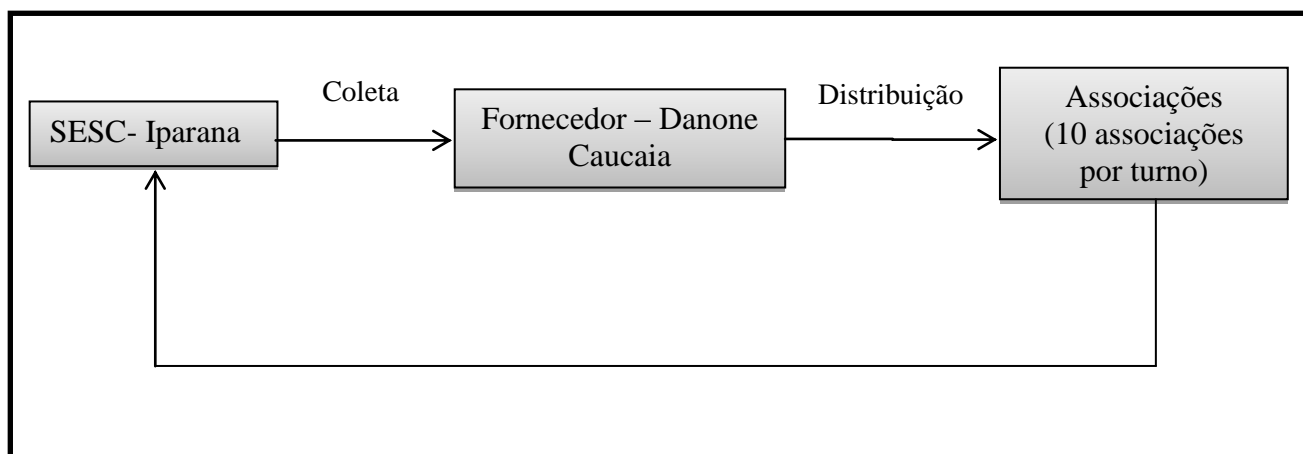 Coleta
Distribuição
SESC- Iparana
Fornecedor – Danone
Caucaia
Associações
(10 associações
por turno)